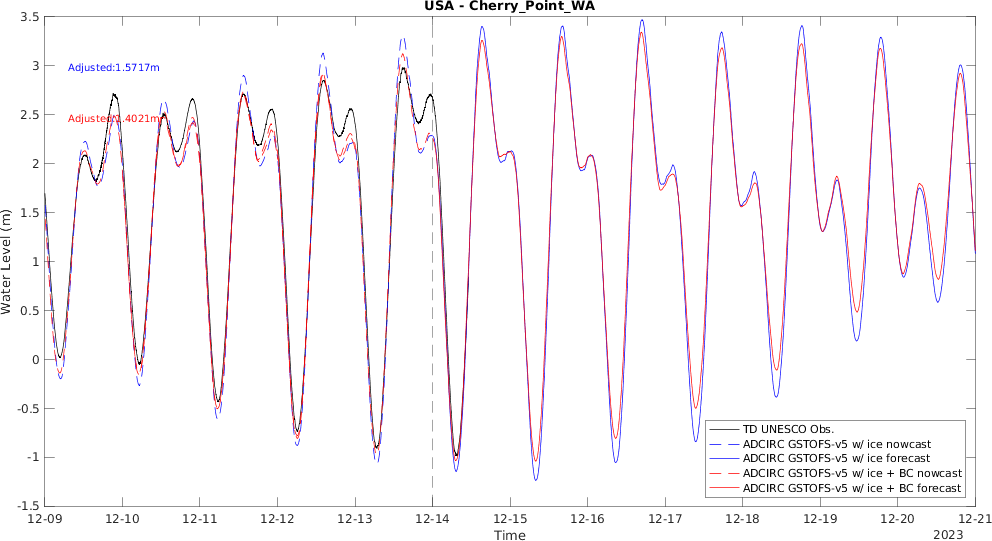 USA - Cherry_Point_WA
3.5
3
2.5
2
1.5
1
0.5
0
-0.5
-1
-1.5
Water Level (m)
Adjusted:1.5717m
Adjusted:1.4021m
TD UNESCO Obs.
ADCIRC GSTOFS-v5 w/ ice nowcast
ADCIRC GSTOFS-v5 w/ ice forecast
ADCIRC GSTOFS-v5 w/ ice + BC nowcast
ADCIRC GSTOFS-v5 w/ ice + BC forecast
12-09 12-10 12-11 12-12 12-13 12-14 12-15 12-16 12-17 12-18 12-19 12-20 12-21
Time
2023